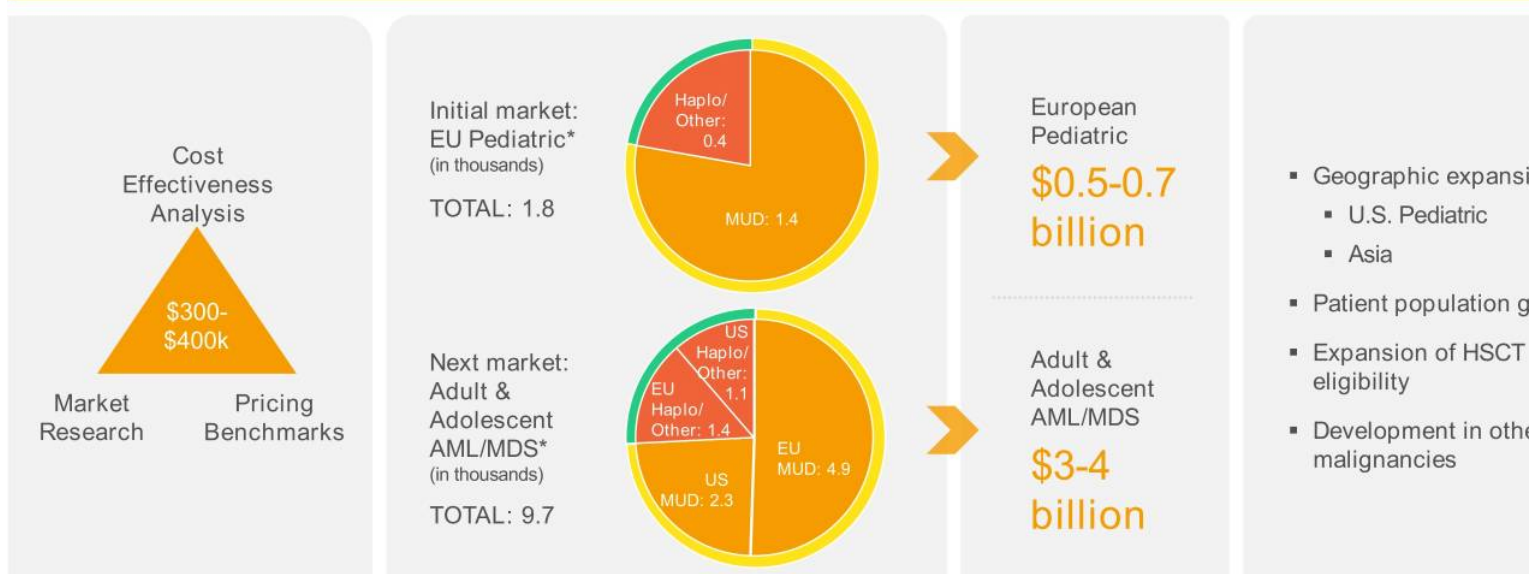 Cost
Effectiveness
Analysis
$300-
$400k
Market
Research
Pricing
Benchmarks
Initial market:
EU Pediatric*
(in thousands)
TOTAL: 1.8
Haplo/
Other:
0.4
MUD: 1.4
Next market:
Adult &
Adolescent
AML/MDS*
(in thousands)
TOTAL: 9.7
US
Haplo/
Other:
1.1
EU
Haplo/
Other: 1.4
EU
MUD: 4.9
US
MUD: 2.3
European
Pediatric
$0.5-0.7
billion
Adult &
Adolescent
AML/MDS
$3-4
billion
▪ Geographic
▪ U.S. Pediatric
▪ Asia
▪ Patient population
▪ Expansion of HSCT
eligibility
▪ Development in
malignancies